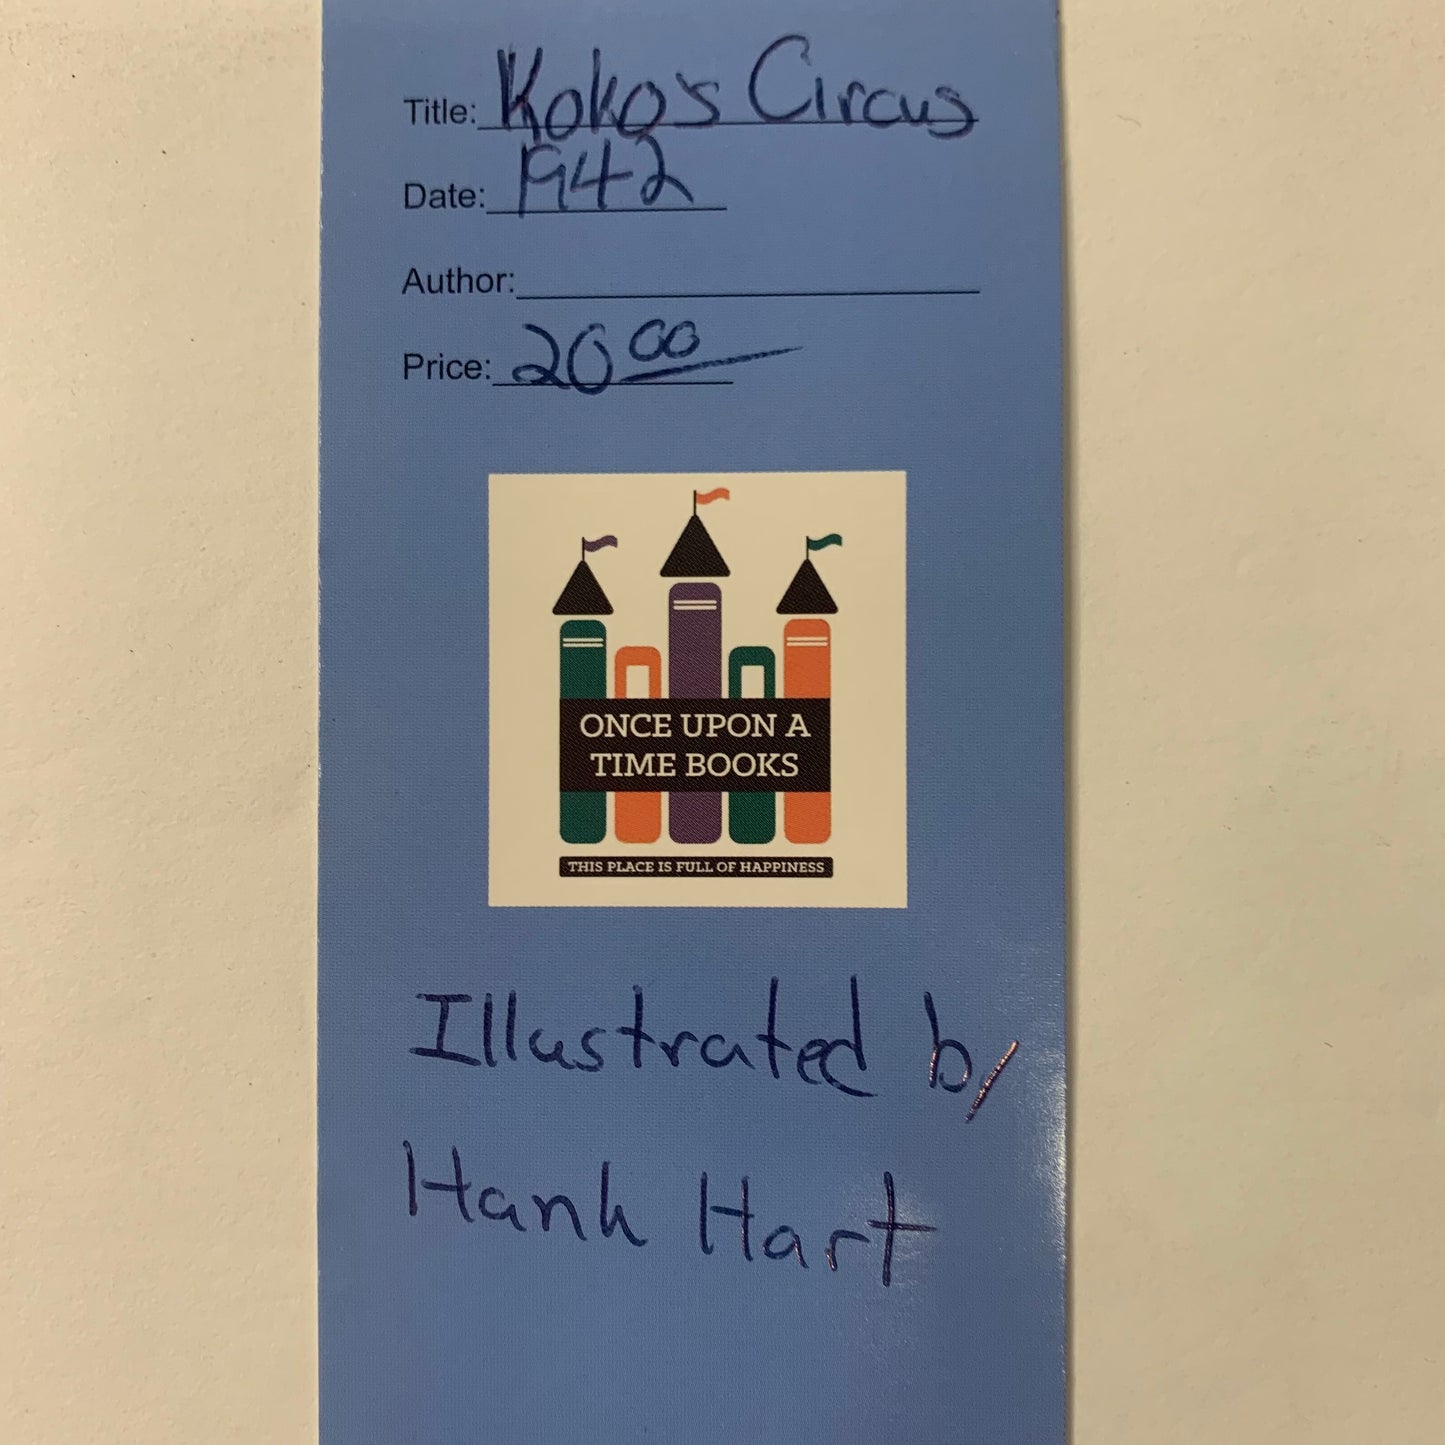 Title: Koko's Circus
Date: 1942
Author:
Price: 20 00
ONCE UPON A
TIME BOOKS
THIS PLACE IS FULL OF HAPPINESS
Illustrated by
Hank Hart